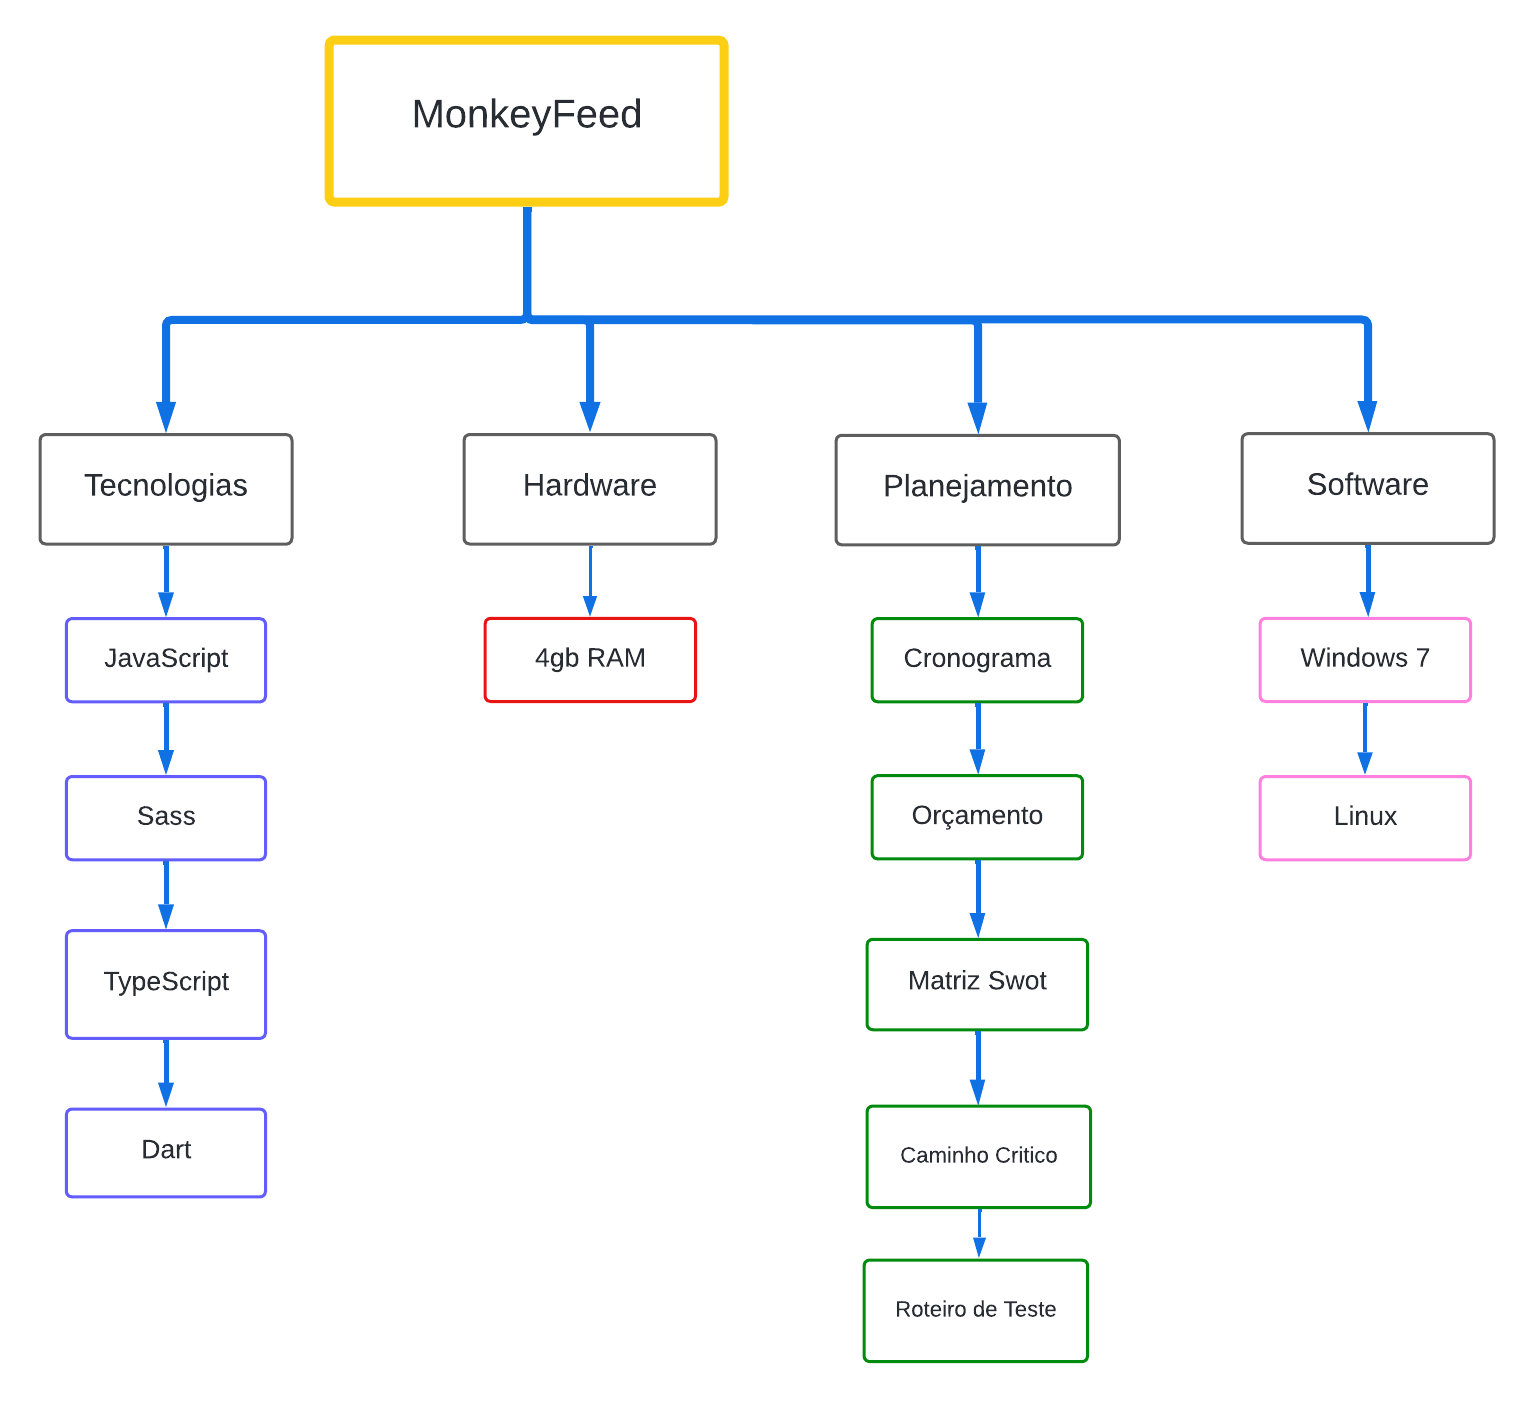 MonkeyFeed
Tecnologias
Hardware
Planejamento
Software
JavaScript
4gb RAM
Cronograma
Windows 7
Sass
Orçamento
Linux
TypeScript
Matriz Swot
Dart
Caminho Critico
Roteiro de Teste